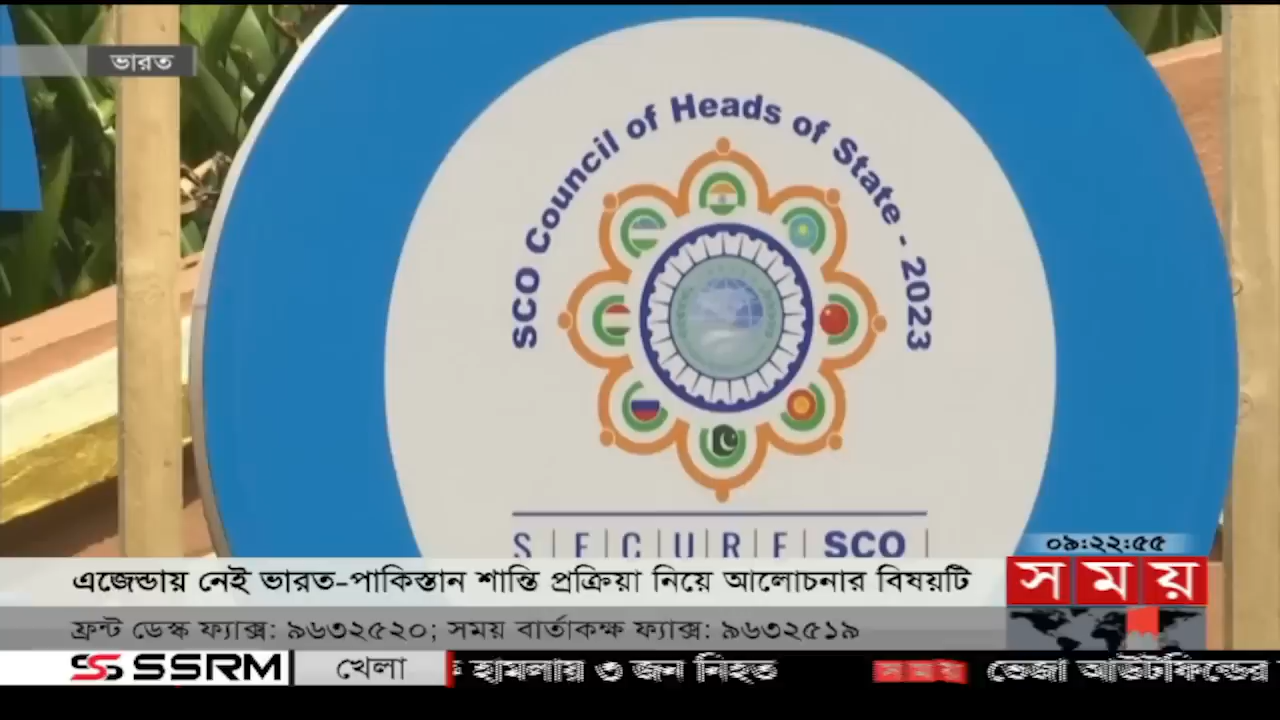 ভারত
SCO Council of Heads of State - 2023
S E C U R E SCO
০৯:২২:৫৫
এজেন্ডায় নেই ভারত-পাকিস্তান শান্তি প্রক্রিয়া নিয়ে আলোচনার বিষয়টি
সময়
ফ্রন্ট ডেস্ক ফ্যাক্স: ৯৬৩২৫২০; সময় বার্তাকক্ষ ফ্যাক্স: ৯৬৩২৫১৯
SSRM খেলা হামলায় ৩ জন নিহত সময় ভেজা আউটফিল্ডের